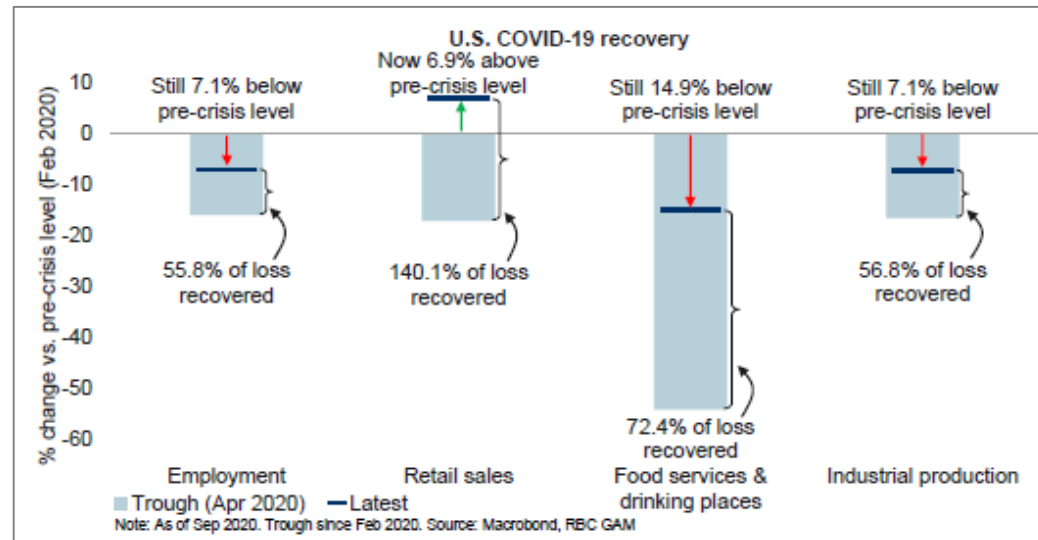 U.S. COVID-19 recovery
Still 7.1% below
pre-crisis level
Now 6.9% above
pre-crisis level
Still 14.9% below
pre-crisis level
Still 7.1% below
pre-crisis level
% change vs. pre-crisis level (Feb 2020)
10
0
-10
-20
-30
-40
-50
-60
55.8% of loss
recovered
140.1% of loss
recovered
72.4% of loss
recovered
56.8% of loss
recovered
Employment
Retail sales
Food services &
drinking places
Industrial production
Trough (Apr 2020)
Latest
Note: As of Sep 2020. Trough since Feb 2020. Source: Macrobond, RBC GAM